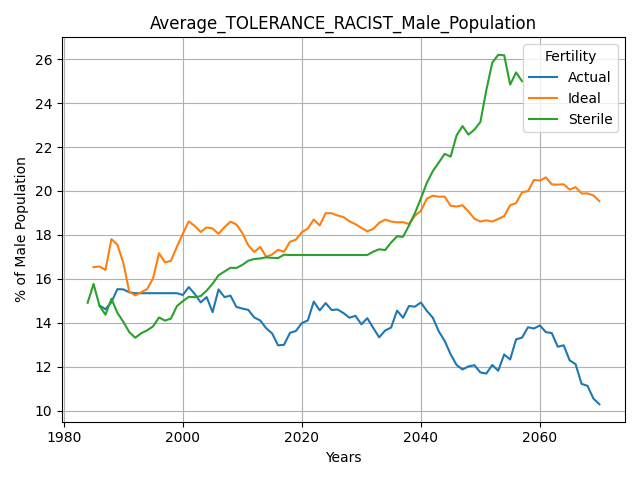 Average_TOLERANCE_RACIST_Male_Population
Fertility
Actual
Ideal
Sterile
% of Male Population
26
24
22
20
18
16
14
12
10
1980
2000
2020
2040
2060
Years